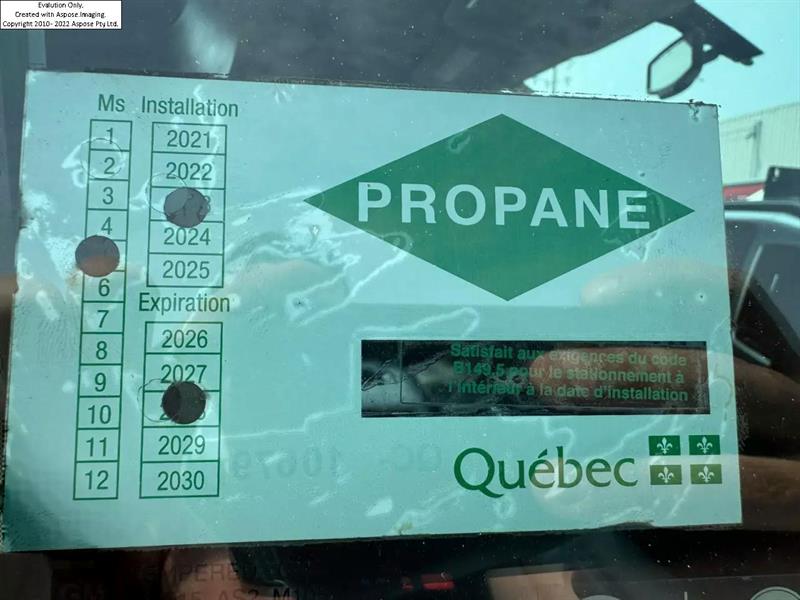 Evalution Only.
Created with Aspose.Imaging.
Copyright 2010- 2022 Aspose Pty Ltd.
Ms Installation
1
2
3
4
6
7
8
9
10
11
12
2021
2022
2024
2025
Expiration
2026
2027
2029
2030
PROPANE
Satisfait aux exigences du code
B149.5 pour le stationnement à
l'intérieur à la date d'installation
Québec